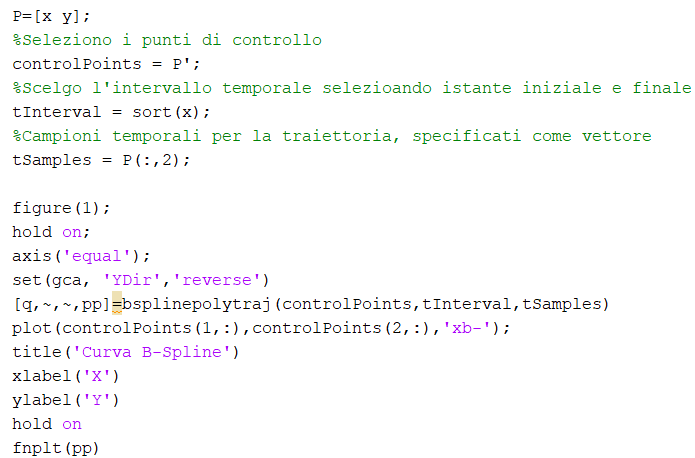 P=[x y];
%Seleziono i punti di controllo
controlPoints = P';
%Scelgo l'intervallo temporale selezioando istante iniziale e finale
tInterval = sort(x);
%Campioni temporali per la traiettoria, specificati come vettore
tSamples = P(:,2);
figure(1);
hold on;
axis('equal');
set(gca, 'YDir','reverse')
[q,~,~,pp]=bsplinepolytraj(controlPoints,tInterval,tSamples)
plot(controlPoints(1,:),controlPoints(2,:),'xb-');
title('Curva B-Spline')
xlabel('X')
ylabel('Y')
hold on
fnplt(pp)